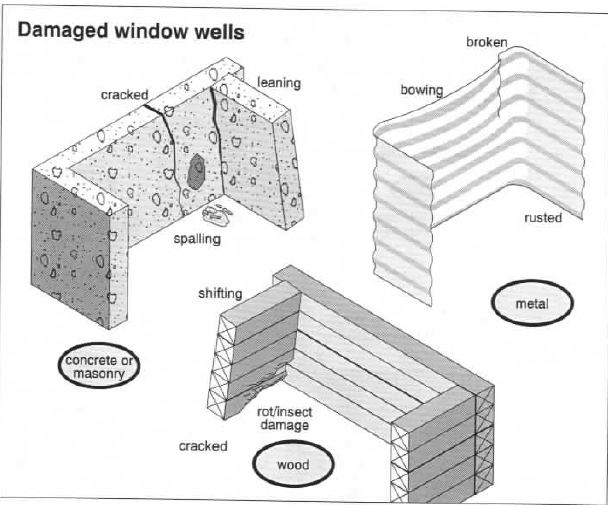 Damaged window wells
cracked
leaning
spalling
concrete or
masonry
broken
bowing
rusted
metal
shifting
rot/insect
damage
cracked
wood